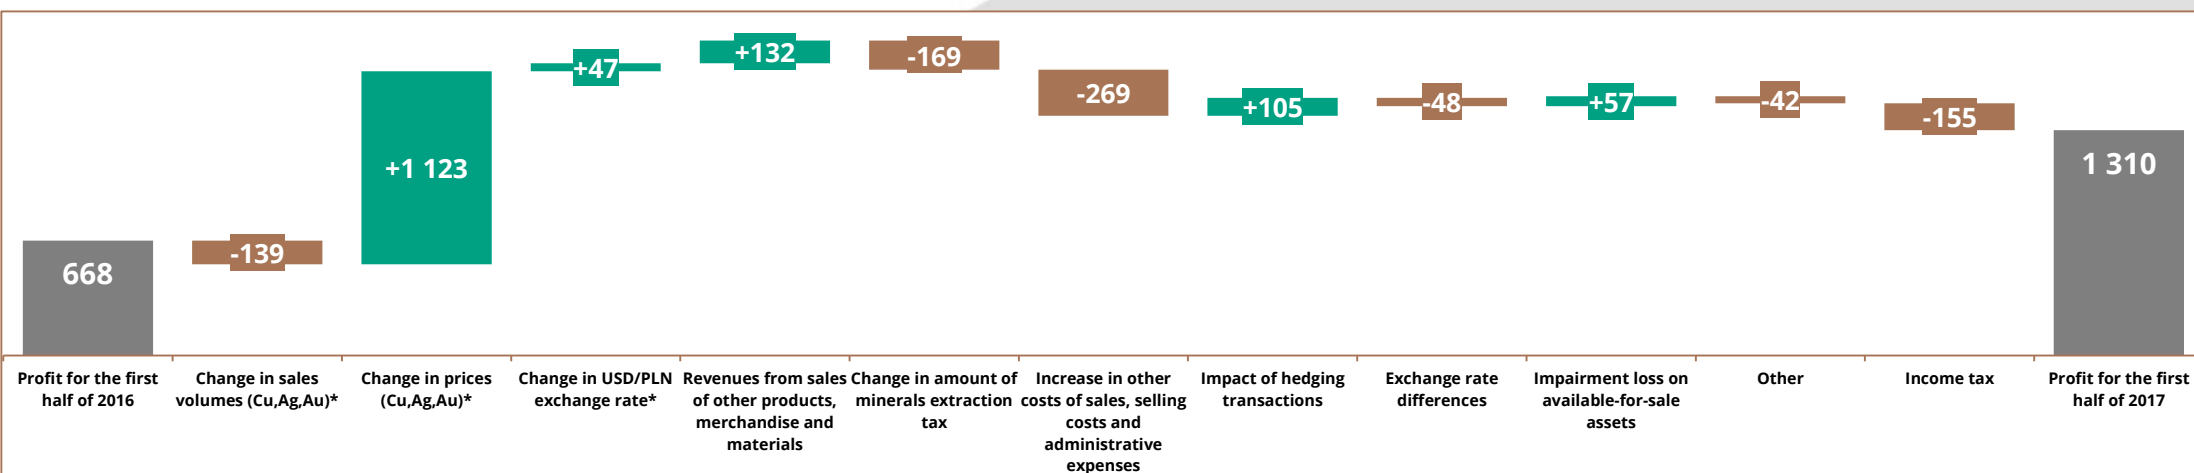 668
-139
+1 123
+47
+132
-169
-269
+105
-48
+57
-42
-155
1 310
Profit for the first
half of 2016
Change in sales
volumes (Cu,Ag,Au)*
Change in prices
(Cu,Ag,Au)*
Change in USD/PLN
exchange rate*
Revenues from sales
of other products,
merchandise and
materials
Change in amount of
minerals extraction
tax
Increase in other
costs of sales, selling
costs and
administrative
expenses
Impact of hedging
transactions
Exchange rate
differences
Impairment loss on
available-for-sale
assets
Other
Income tax
Profit for the first
half of 2017